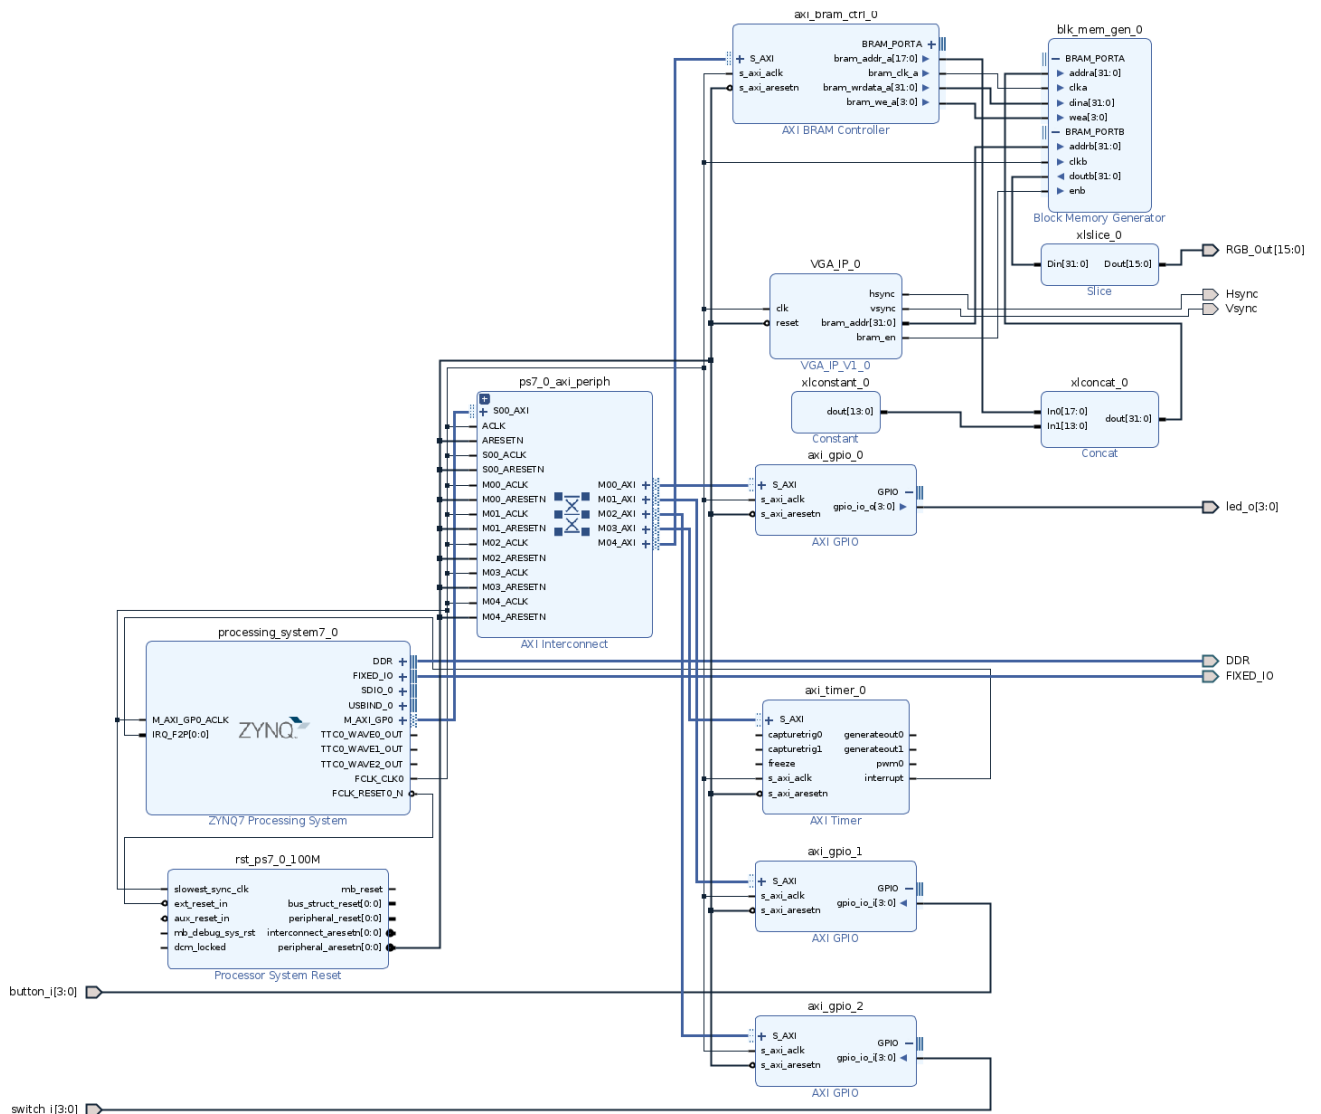 axi_bram_ctrl_0
BRAM_PORTA
S_AXI
bram_addr_a[17:0]
s_axi_aclk
bram_clk_a
s_axi_aresetn
bram_wrdata_a[31:0]
bram_we_a[3:0]
AXI BRAM Controller
blk_mem_gen_0
BRAM_PORTA
addra[31:0]
clka
dina[31:0]
wea[3:0]
BRAM_PORTB
addrb[31:0]
clkb
doutb[31:0]
enb
Block Memory Generator
xlslice_0
Din[31:0]
Dout[15:0]
Slice
RGB_Out[15:0]
Hsync
Vsync
VGA_IP_0
hsync
clk
vsync
reset
bram_addr[31:0]
bram_en
VGA_IP_V1_0
xlconstant_0
dout[13:0]
Constant
xlconcat_0
In0[17:0]
In1[13:0]
dout[31:0]
Concat
ps7_0_axi_periph
S00_AXI
ACLK
ARESETN
S00_ACLK
S00_ARESETN
M00_ACLK
M00_ARESETN
M01_ACLK
M01_ARESETN
M02_ACLK
M02_ARESETN
M03_ACLK
M03_ARESETN
M04_ACLK
M04_ARESETN
M00_AXI
M01_AXI
M02_AXI
M03_AXI
M04_AXI
AXI Interconnect
axi_gpio_0
S_AXI
GPIO
s_axi_aclk
gpio_io_o[3:0]
s_axi_aresetn
AXI GPIO
led_o[3:0]
processing_system7_0
DDR
FIXED_IO
SDIO_0
USBIND_0
M_AXI_GP0_ACLK
M_AXI_GP0
IRQ_F2P[0:0]
ZYNQ
TTC0_WAVE0_OUT
TTC0_WAVE1_OUT
TTC0_WAVE2_OUT
FCLK_CLK0
FCLK_RESET0_N
ZYNQ7 Processing System
DDR
FIXED_IO
axi_timer_0
S_AXI
capturetrig0
generateout0
capturetrig1
generateout1
freeze
pwm0
s_axi_aclk
interrupt
s_axi_aresetn
AXI Timer
rst_ps7_0_100M
slowest_sync_clk
mb_reset
ext_reset_in
bus_struct_reset[0:0]
aux_reset_in
peripheral_reset[0:0]
mb_debug_sys_rst
interconnect_aresetn[0:0]
dcm_locked
peripheral_aresetn[0:0]
Processor System Reset
axi_gpio_1
S_AXI
GPIO
s_axi_aclk
gpio_io_i[3:0]
s_axi_aresetn
AXI GPIO
button_i[3:0]
axi_gpio_2
S_AXI
GPIO
s_axi_aclk
gpio_io_i[3:0]
s_axi_aresetn
AXI GPIO
switch_i[3:0]